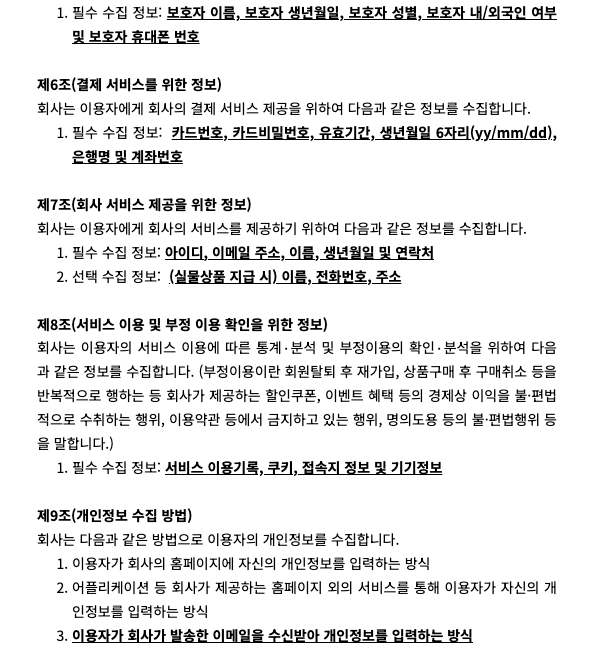 1. 필수 수집 정보: 보호자 이름, 보호자 생년월일, 보호자 성별, 보호자 내/외국인 여부
및 보호자 휴대폰 번호
제6조(결제 서비스를 위한 정보)
회사는 이용자에게 회사의 결제 서비스 제공을 위하여 다음과 같은 정보를 수집합니다.
1. 필수 수집 정보: 카드번호, 카드비밀번호, 유효기간, 생년월일 6자리(yy/mm/dd),
은행명 및 계좌번호
제7조(회사 서비스 제공을 위한 정보)
회사는 이용자에게 회사의 서비스를 제공하기 위하여 다음과 같은 정보를 수집합니다.
1. 필수 수집 정보: 아이디, 이메일 주소, 이름, 생년월일 및 연락처
2. 선택 수집 정보: (실물상품 지급 시) 이름, 전화번호, 주소
제8조(서비스 이용 및 부정 이용 확인을 위한 정보)
회사는 이용자의 서비스 이용에 따른 통계·분석 및 부정이용의 확인·분석을 위하여 다음
과 같은 정보를 수집합니다. (부정이용이란 회원탈퇴 후 재가입, 상품구매 후 구매취소 등을
반복적으로 행하는 등 회사가 제공하는 할인쿠폰, 이벤트 혜택 등의 경제상 이익을 불·편법
적으로 수취하는 행위, 이용약관 등에서 금지하고 있는 행위, 명의도용 등의 불·편법행위 등
을 말합니다.)
1. 필수 수집 정보: 서비스 이용기록, 쿠키, 접속지 정보 및 기기정보
제9조(개인정보 수집 방법)
회사는 다음과 같은 방법으로 이용자의 개인정보를 수집합니다.
1. 이용자가 회사의 홈페이지에 자신의 개인정보를 입력하는 방식
2. 어플리케이션 등 회사가 제공하는 홈페이지 외의 서비스를 통해 이용자가 자신의 개
인정보를 입력하는 방식
3. 이용자가 회사가 발송한 이메일을 수신받아 개인정보를 입력하는 방식